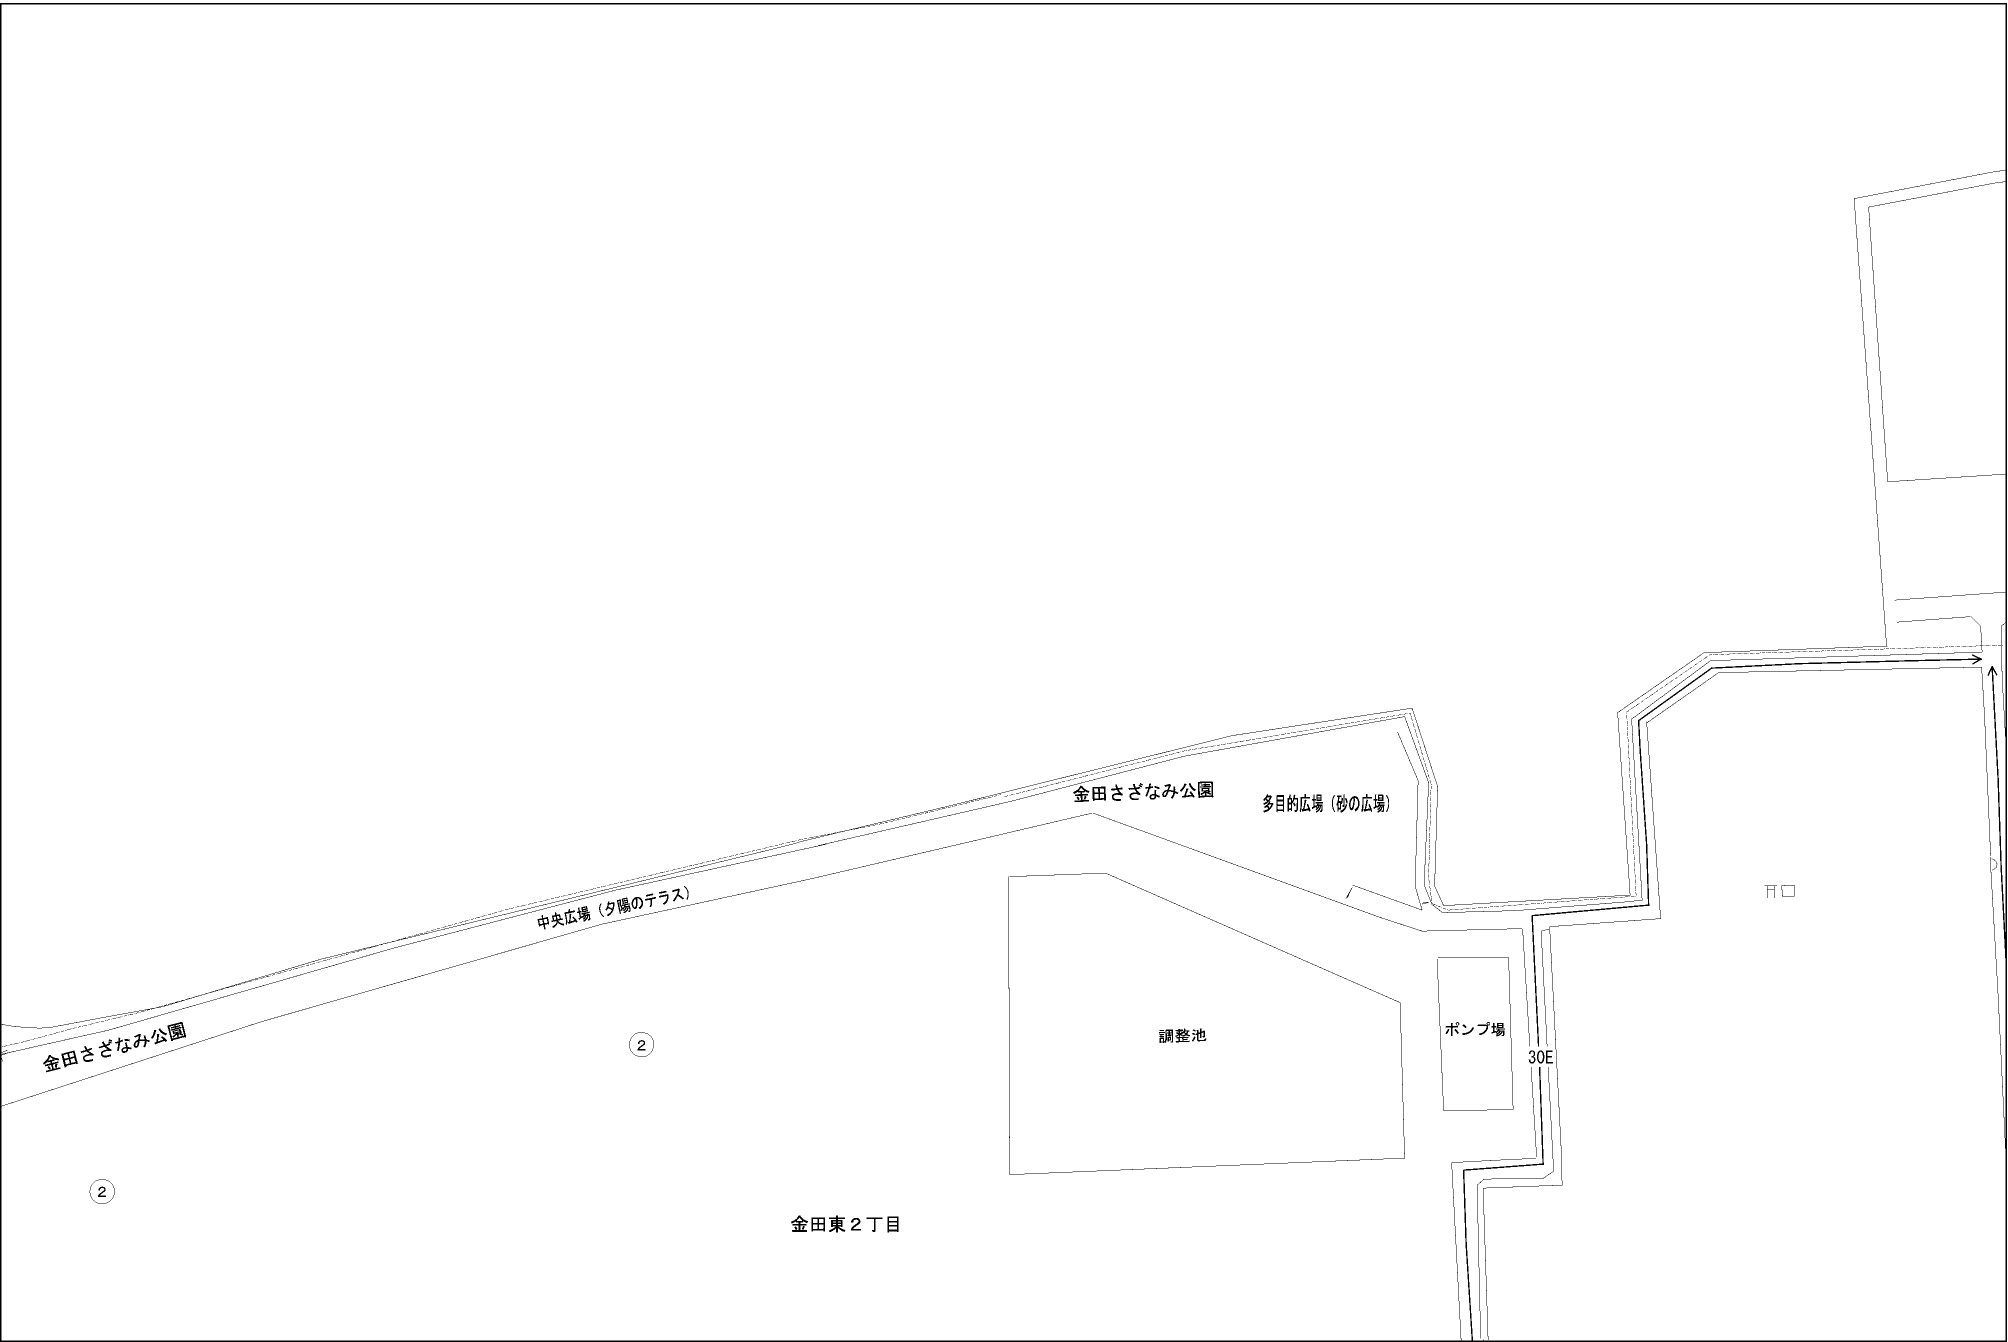 金田さざなみ公園
多目的広場（砂の広場）
中央広場（夕陽のテラス）
金田さざなみ公園
②
調整池
ポンプ場
30E
②
金田東２丁目